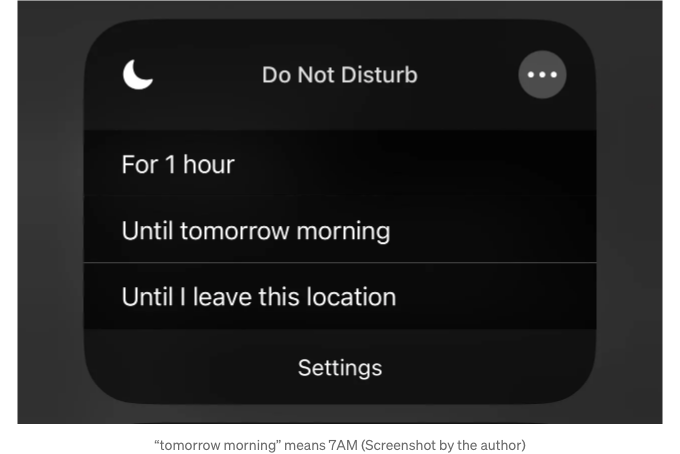 Do Not Disturb
For 1 hour
Until tomorrow morning
Until I leave this location
Settings
“tomorrow morning” means 7AM (Screenshot by the author)